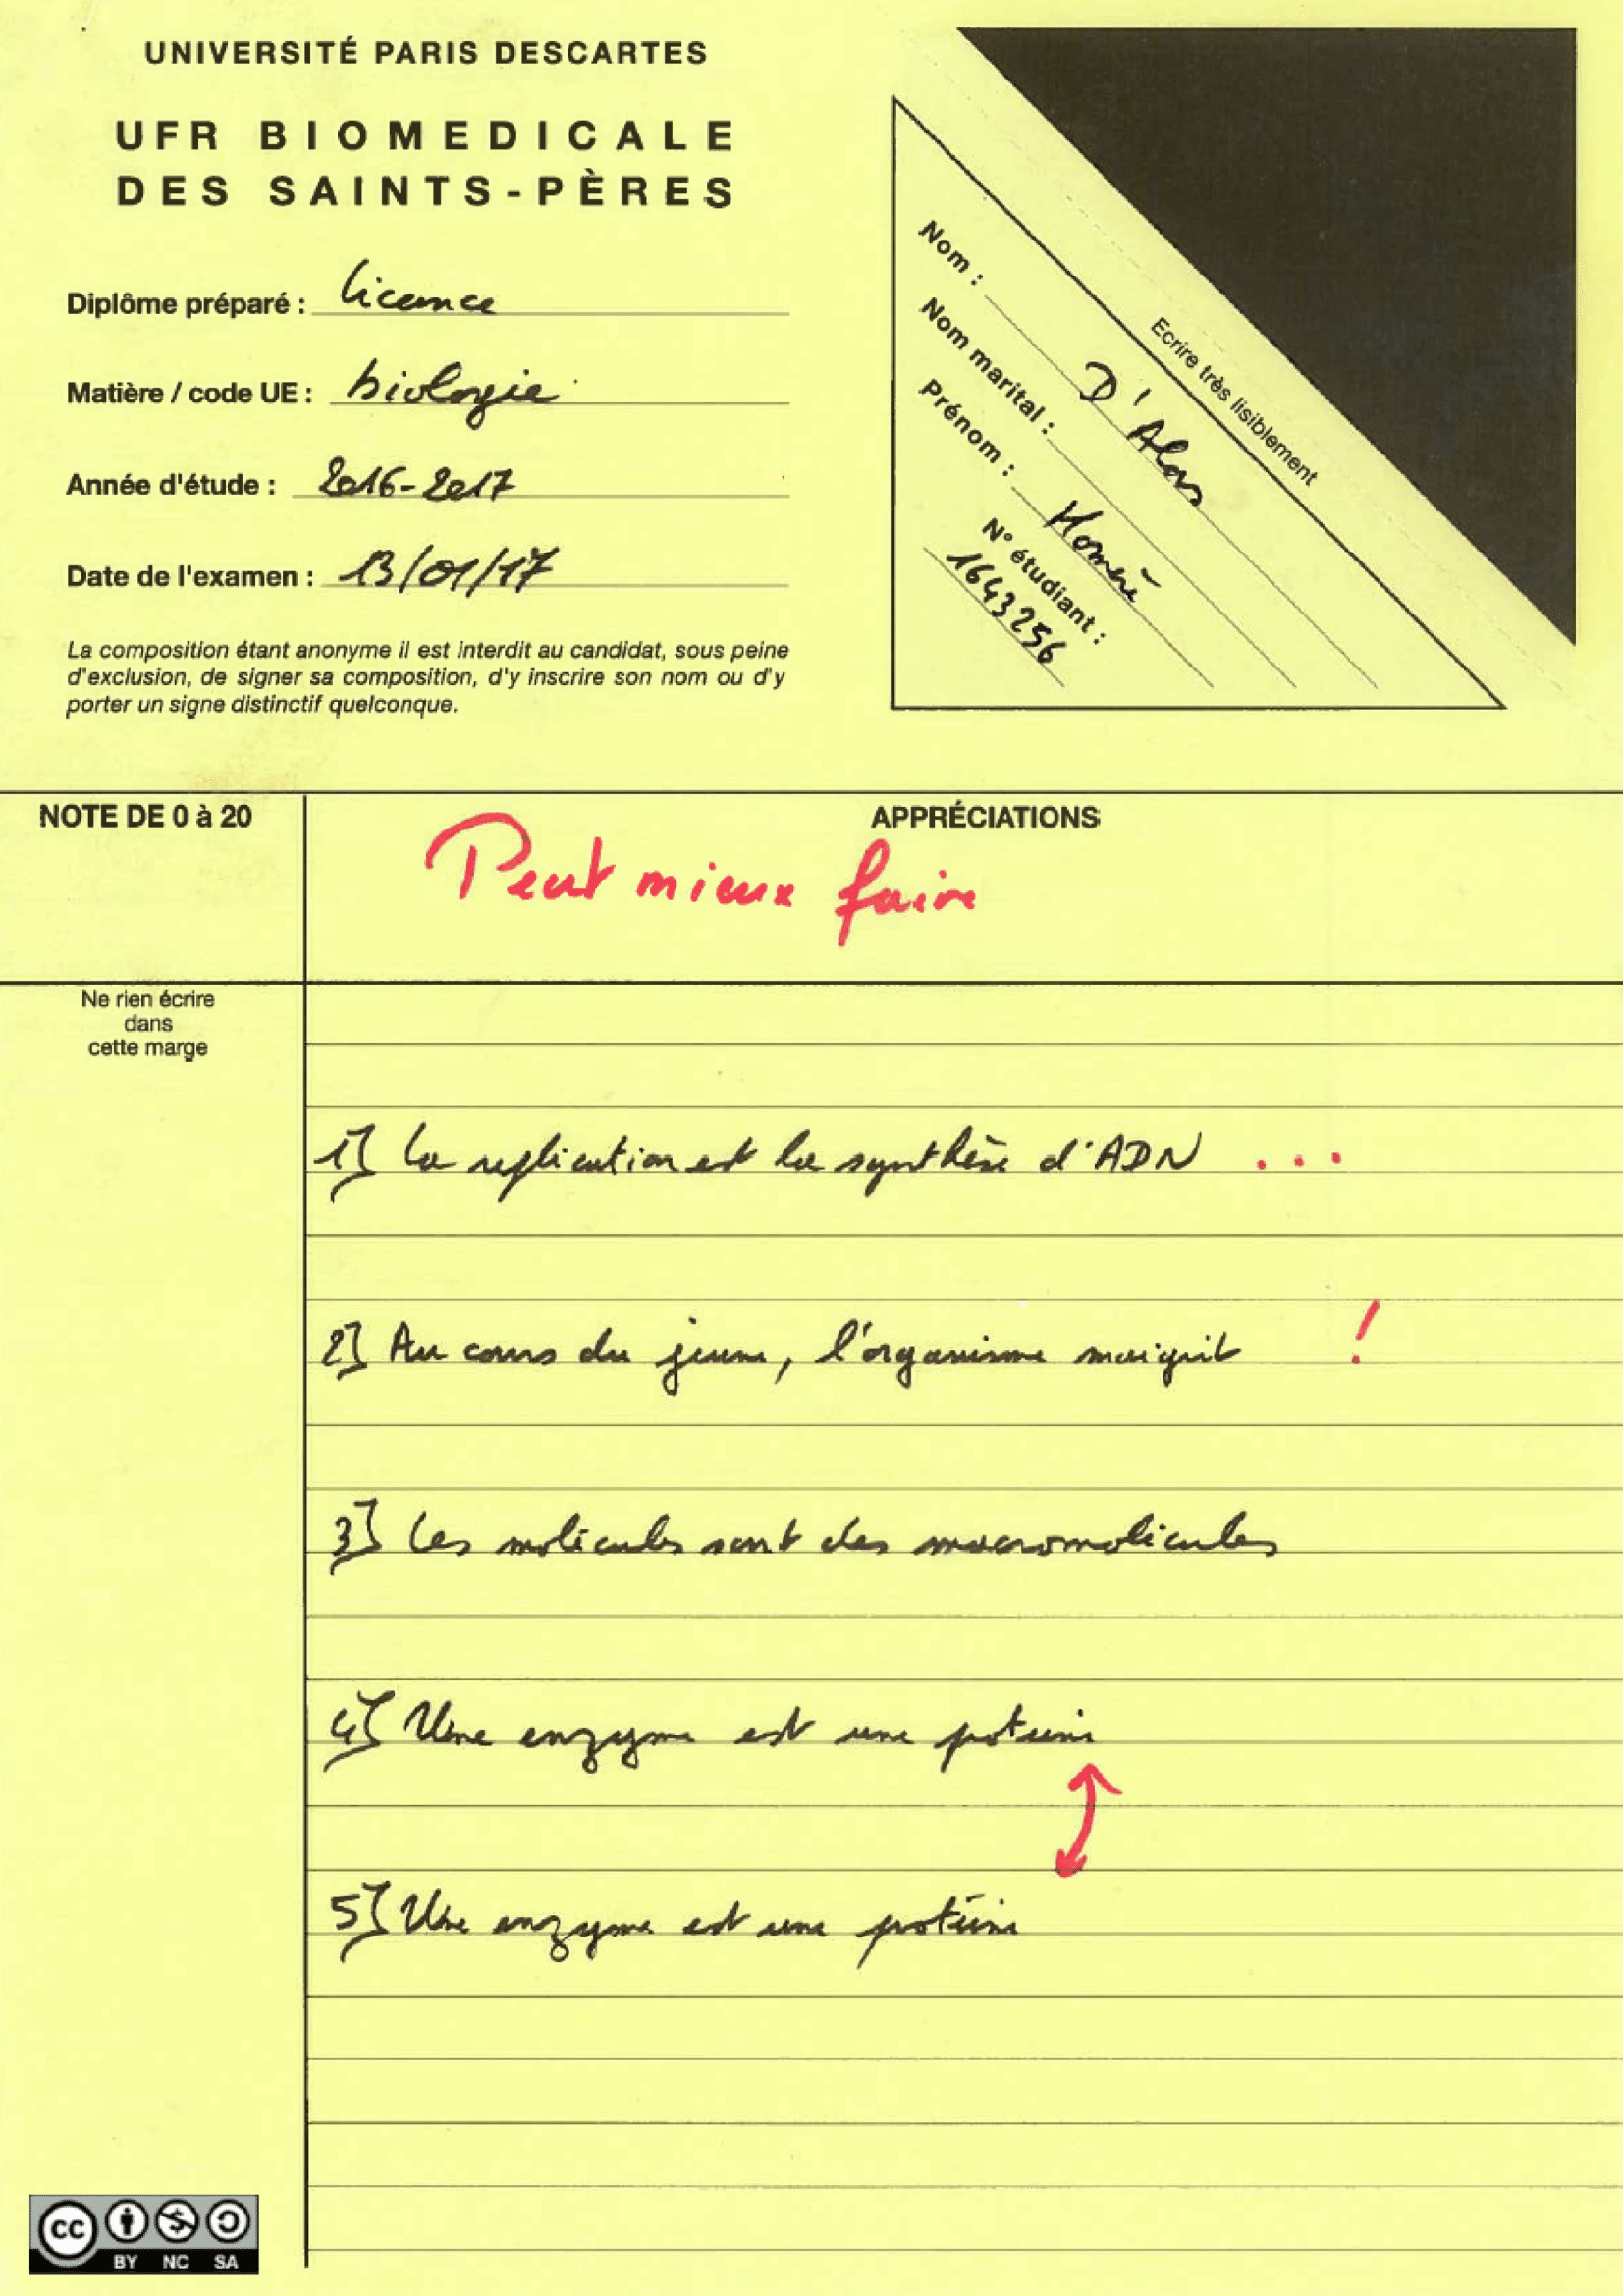 UNIVERSITÉ PARIS DESCARTES
UFR BIOMEDICALE
DES SAINTS-PÈRES
Diplôme préparé : Licence
Matière / code UE : biologie
Année d'étude : 2016-2017
Date de l'examen : 13/01/17
La composition étant anonyme il est interdit au candidat, sous peine
d'exclusion, de signer sa composition, d'y inscrire son nom ou d'y
porter un signe distinctif quelconque.
Ecrire très lisiblement
Nom : D'Alors
Nom marital :
Prénom : Homère
N° étudiant :
1643256
NOTE DE 0 à 20
APPRÉCIATIONS
Peut mieux faire
Ne rien écrire
dans
cette marge
1] La replication est la synthèse d'ADN ...
2] Au cours du jeune, l'organisme maigrit !
3] Les molécules sont des macromolécules
4] Une enzyme est une poteine
5] Une enzyme est une protéine
cc BY NC SA